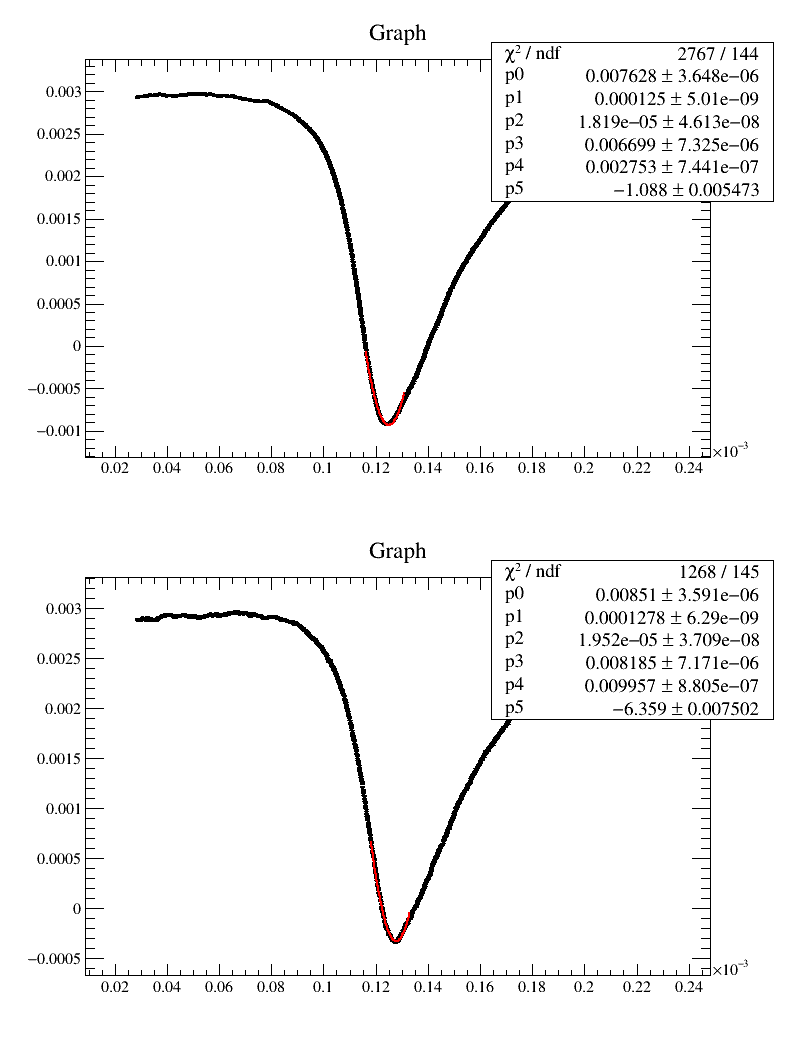 Graph
χ² / ndf 2767 / 144
p0 0.007628 ± 3.648e−06
p1 0.000125 ± 5.01e−09
p2 1.819e−05 ± 4.613e−08
p3 0.006699 ± 7.325e−06
p4 0.002753 ± 7.441e−07
p5 −1.088 ± 0.005473
0.003
0.0025
0.002
0.0015
0.001
0.0005
0
−0.0005
−0.001
0.02 0.04 0.06 0.08 0.1 0.12 0.14 0.16 0.18 0.2 0.22 0.24
×10⁻³
Graph
χ² / ndf 1268 / 145
p0 0.00851 ± 3.591e−06
p1 0.0001278 ± 6.29e−09
p2 1.952e−05 ± 3.709e−08
p3 0.008185 ± 7.171e−06
p4 0.009957 ± 8.805e−07
p5 −6.359 ± 0.007502
0.003
0.0025
0.002
0.0015
0.001
0.0005
0
−0.0005
0.02 0.04 0.06 0.08 0.1 0.12 0.14 0.16 0.18 0.2 0.22 0.24
×10⁻³